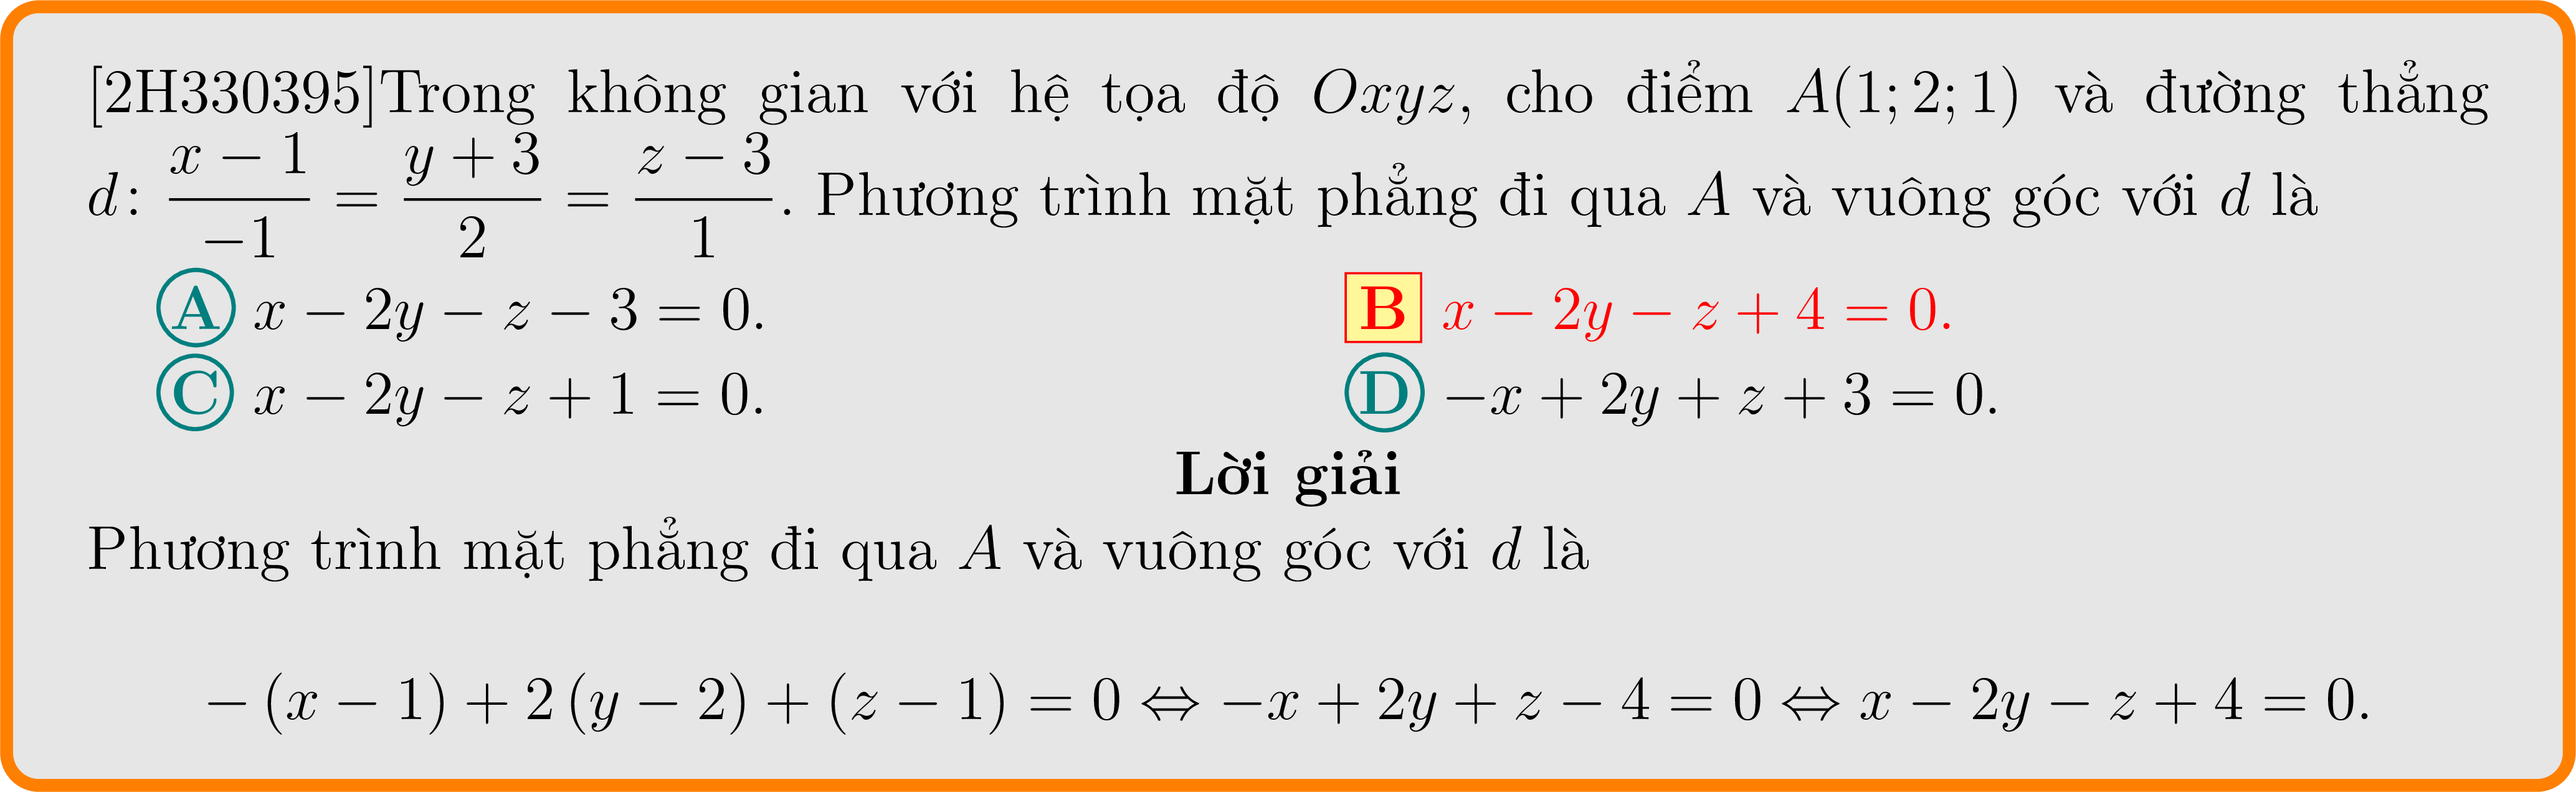 [2H330395]Trong không gian với hệ tọa độ Oxyz, cho điểm A(1; 2; 1) và đường thẳng
d: \frac{x − 1}{−1} = \frac{y + 3}{2} = \frac{z − 3}{1}. Phương trình mặt phẳng đi qua A và vuông góc với d là
A x − 2y − z − 3 = 0. B x − 2y − z + 4 = 0.
C x − 2y − z + 1 = 0. D −x + 2y + z + 3 = 0.
Lời giải
Phương trình mặt phẳng đi qua A và vuông góc với d là
− (x − 1) + 2 (y − 2) + (z − 1) = 0 ⇔ −x + 2y + z − 4 = 0 ⇔ x − 2y − z + 4 = 0.